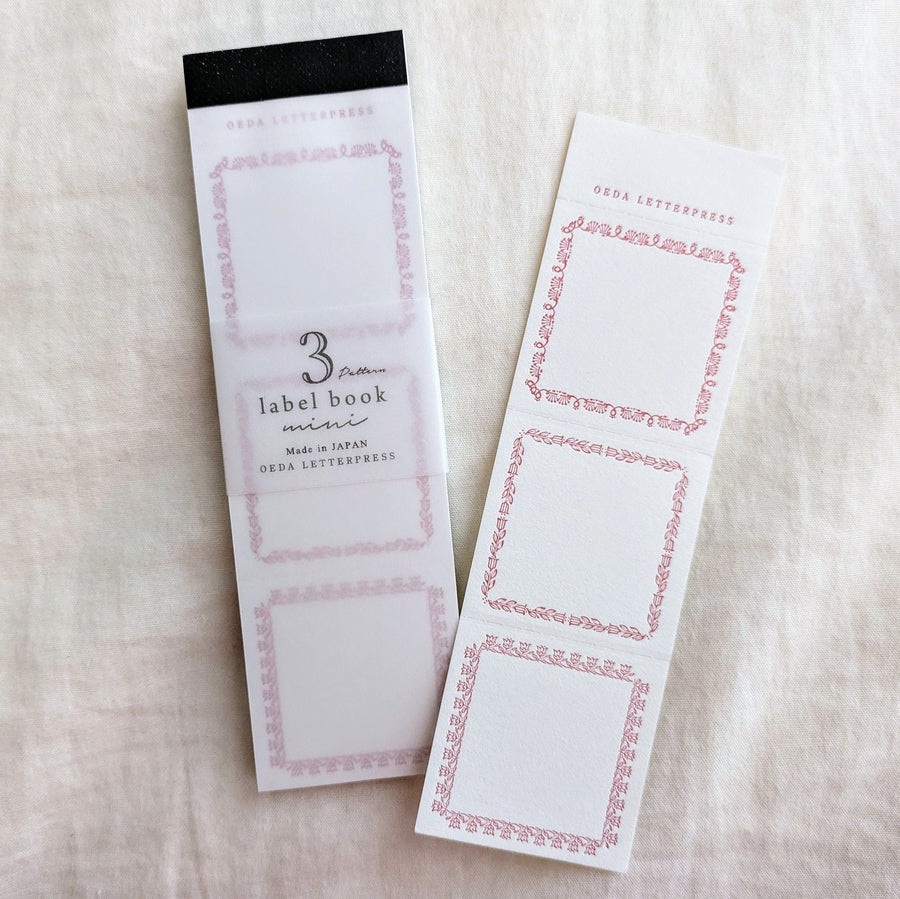 OEDA LETTERPRESS
3
Pattern
label book
mini
Made in JAPAN
OEDA LETTERPRESS
OEDA LETTERPRESS